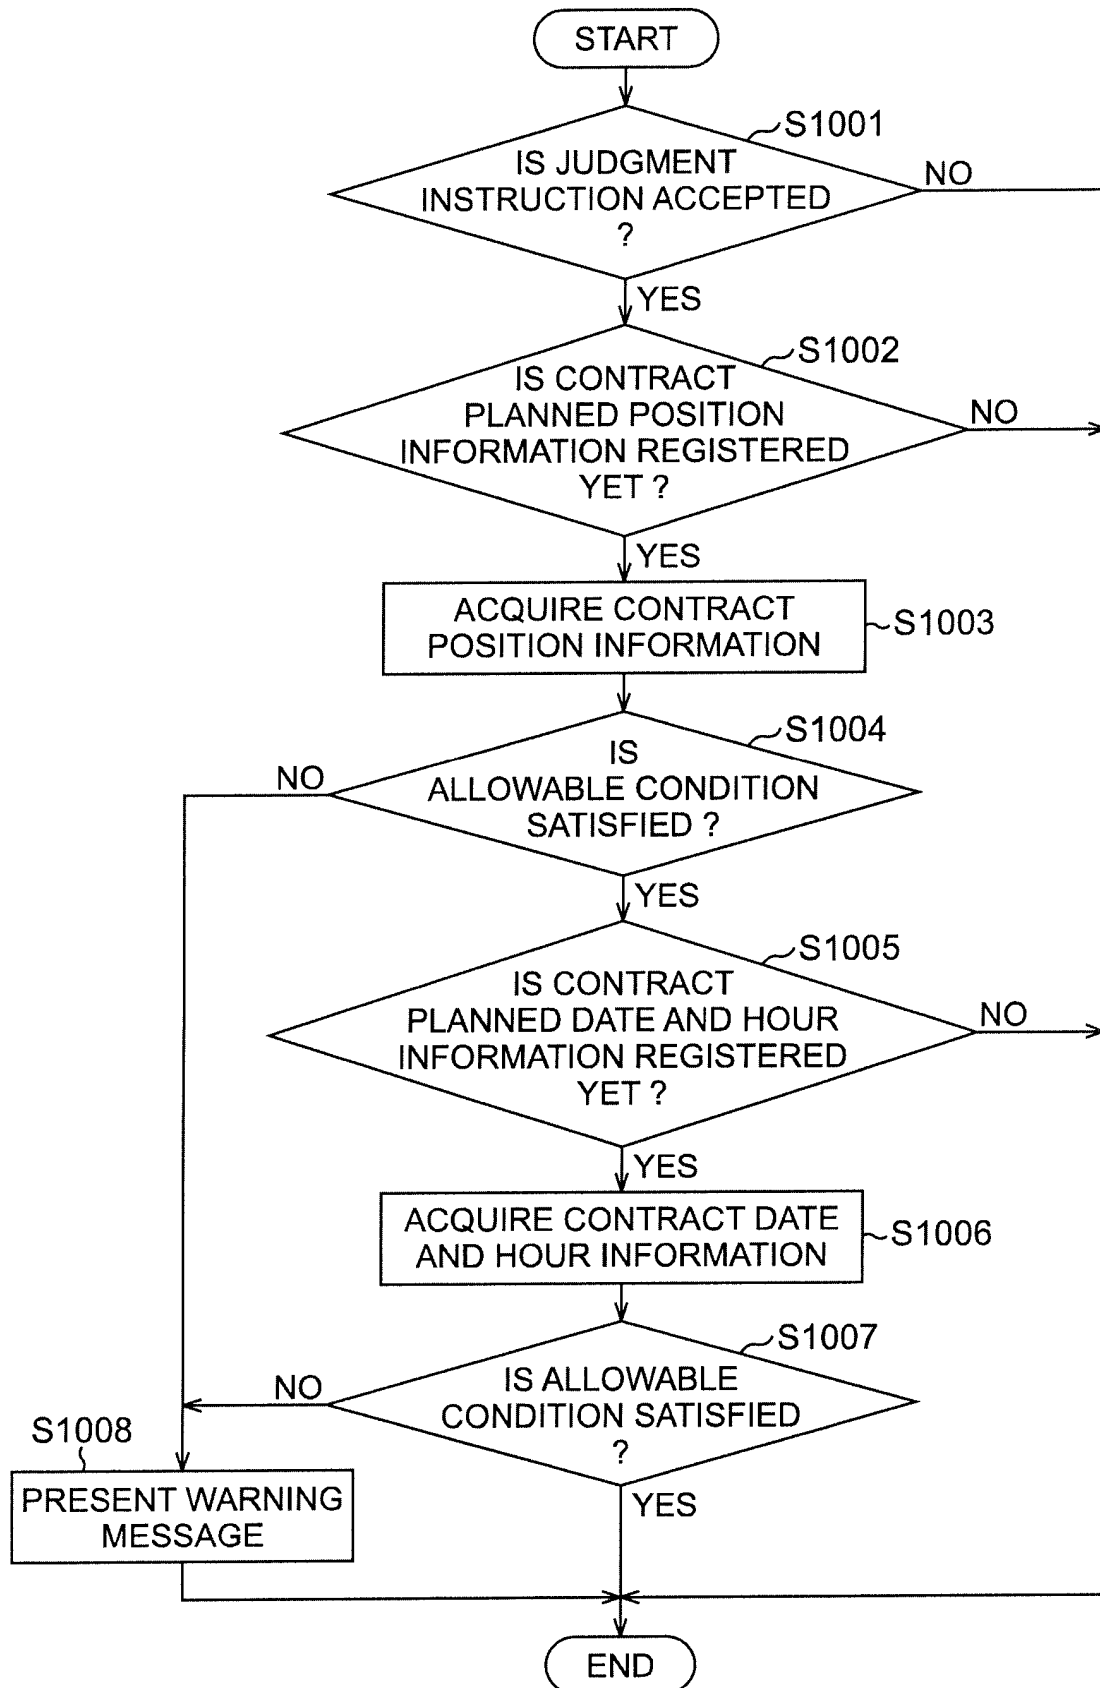 START
S1001
IS JUDGMENT
INSTRUCTION ACCEPTED
?
NO
YES
S1002
IS CONTRACT
PLANNED POSITION
INFORMATION REGISTERED
YET ?
NO
YES
ACQUIRE CONTRACT
POSITION INFORMATION
S1003
S1004
IS
ALLOWABLE CONDITION
SATISFIED ?
NO
YES
S1005
IS CONTRACT
PLANNED DATE AND HOUR
INFORMATION REGISTERED
YET ?
NO
YES
ACQUIRE CONTRACT DATE
AND HOUR INFORMATION
S1006
S1007
IS ALLOWABLE
CONDITION SATISFIED
?
NO
YES
S1008
PRESENT WARNING
MESSAGE
END